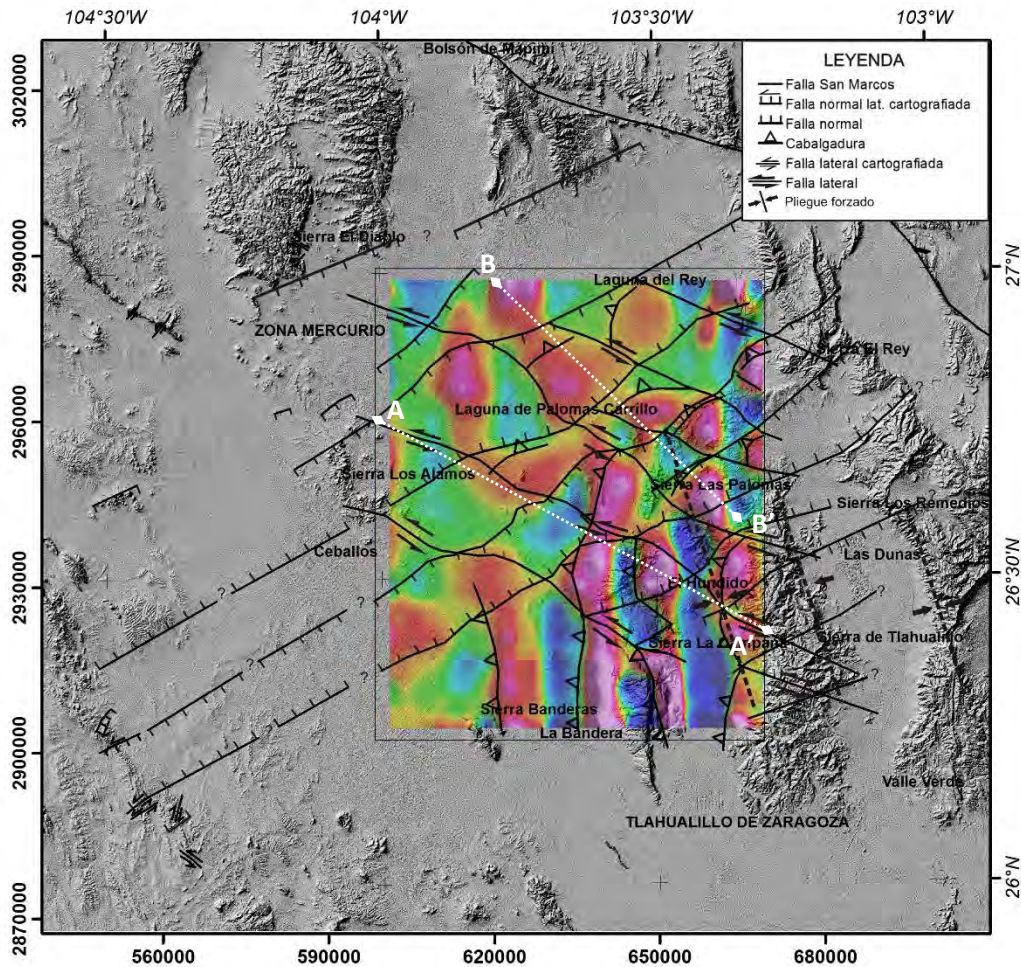 104°30'W 104°W 103°30'W 103°W
Bolsón de Mapimí
LEYENDA
Falla San Marcos
Falla normal lat. cartografiada
Falla normal
Cabalgadura
Falla lateral cartografiada
Falla lateral
Pliegue forzado
3020000
Sierra El Diablo ?
2990000
27°N
B
Laguna del Rey
ZONA MERCURIO
Sierra El Rey
2960000
A
Laguna de Palomas Carrillo
Sierra Los Alamos
Sierra Las Palomas
Sierra Los Remedios
B'
Ceballos
Las Dunas
26°30'N
?
2930000
El Hundido
?
?
Sierra La Campana
Sierra de Tlahualilo
A'
?
?
Sierra Banderas
La Bandera
2900000
Valle Verde
TLAHUALILLO DE ZARAGOZA
26°N
2870000
560000 590000 620000 650000 680000